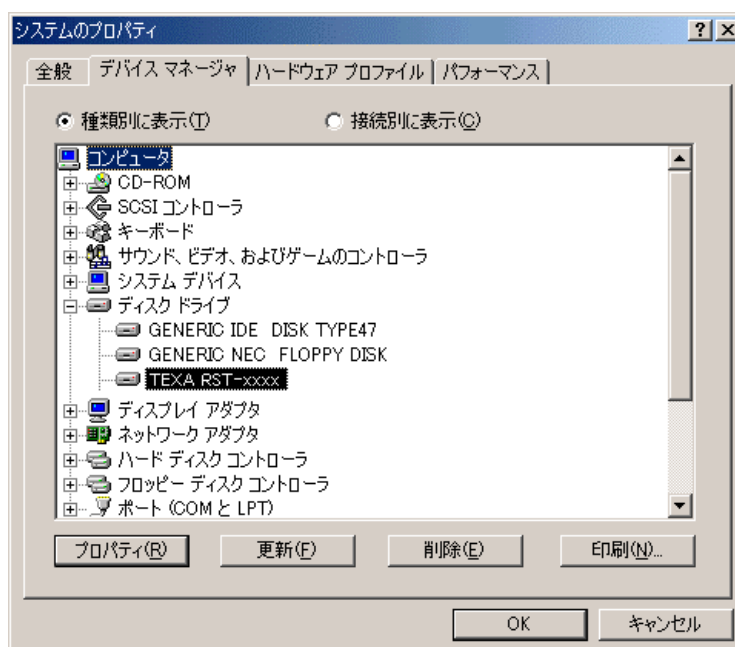 システムのプロパティ
全般 デバイス マネージャ ハードウェア プロファイル パフォーマンス
種類別に表示(T) 接続別に表示(C)
コンピュータ
CD-ROM
SCSI コントローラ
キーボード
サウンド、ビデオ、およびゲームのコントローラ
システム デバイス
ディスク ドライブ
GENERIC IDE DISK TYPE47
GENERIC NEC FLOPPY DISK
TEXA RST-xxxx
ディスプレイ アダプタ
ネットワーク アダプタ
ハード ディスク コントローラ
フロッピー ディスク コントローラ
ポート (COM と LPT)
プロパティ(R) 更新(F) 削除(E) 印刷(N)...
OK キャンセル